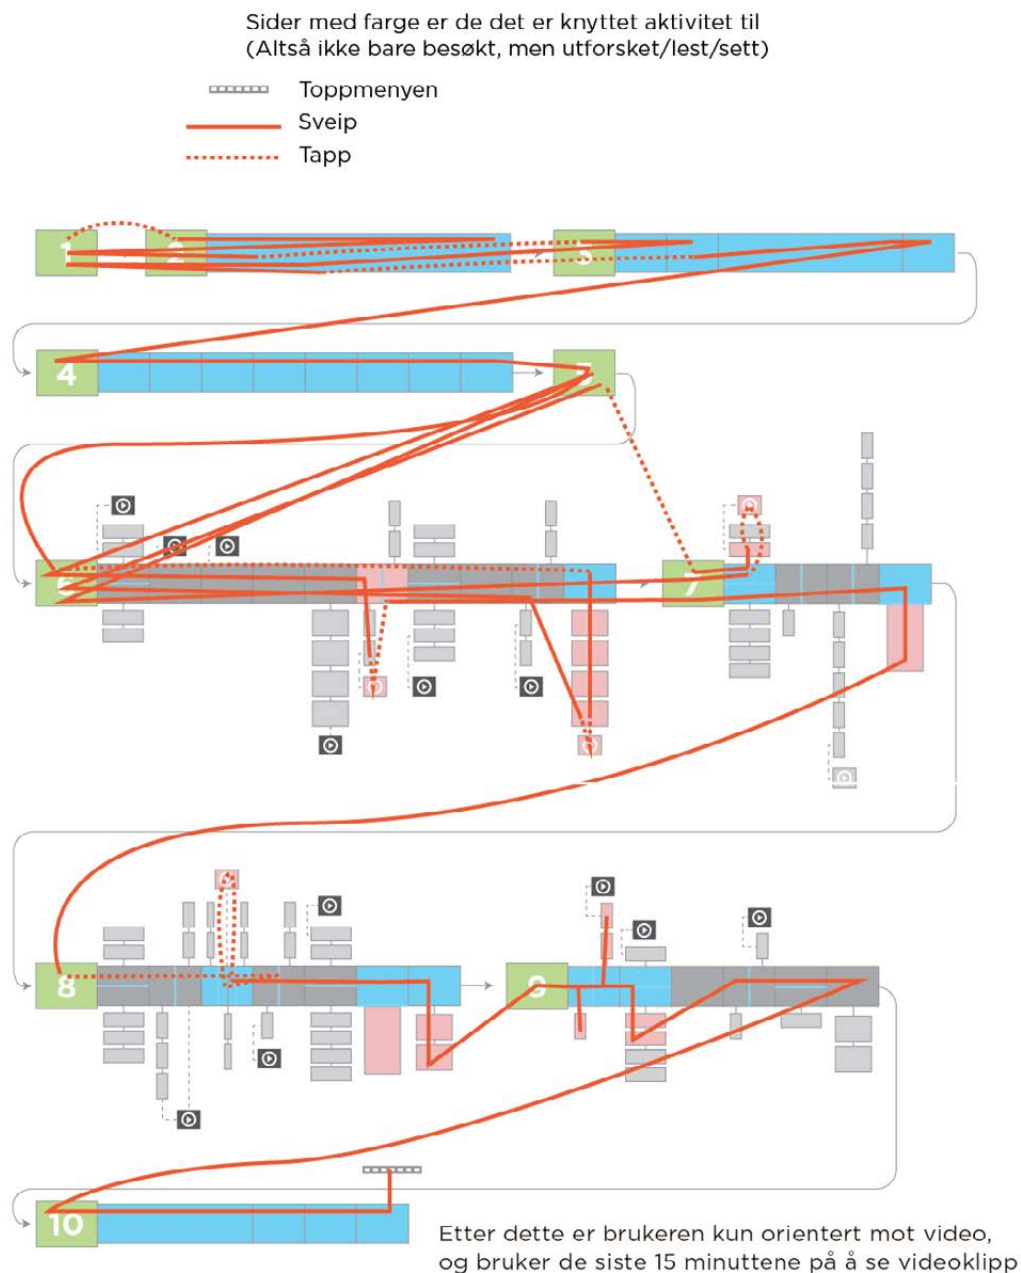 Sider med farge er de det er knyttet aktivitet til
(Altså ikke bare besøkt, men utforsket/lest/sett)
Toppmenyen
Sveip
Tapp
1
2
3
4
5
6
7
8
9
10
Etter dette er brukeren kun orientert mot video,
og bruker de siste 15 minuttene på å se videoklipp